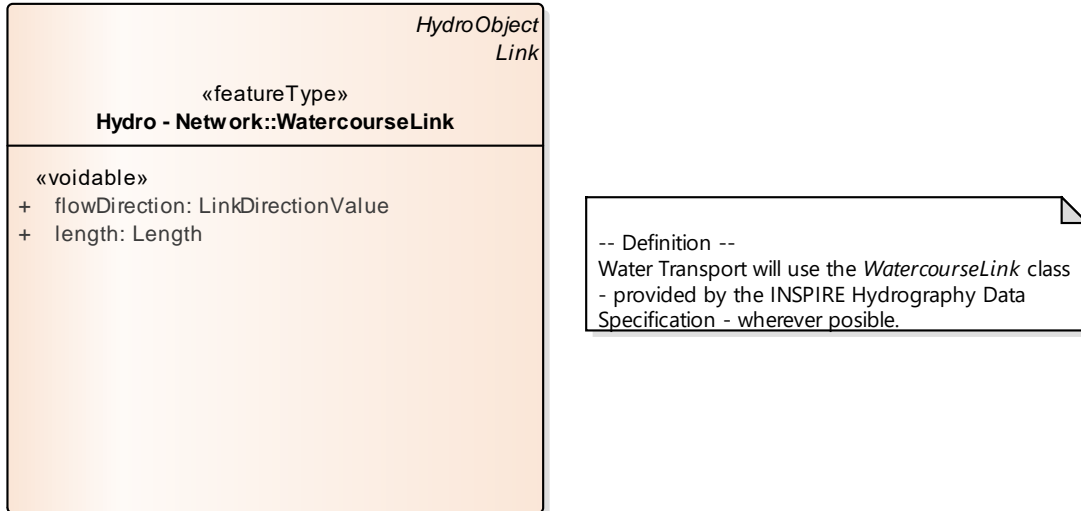 HydroObject
Link
«featureType»
Hydro - Network::WatercourseLink
«voidable»
+ flowDirection: LinkDirectionValue
+ length: Length
-- Definition --
Water Transport will use the WatercourseLink class
- provided by the INSPIRE Hydrography Data
Specification - wherever posible.